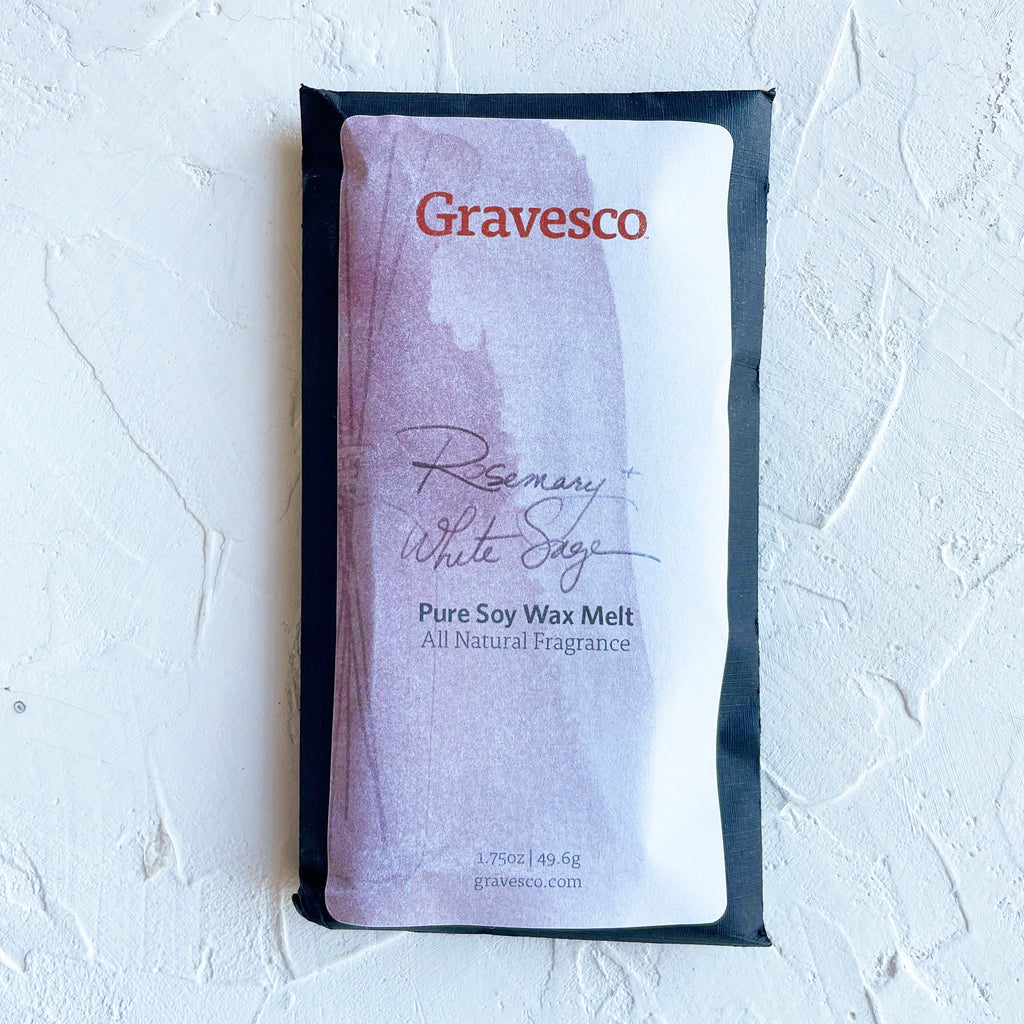 Gravesco
Rosemary +
White Sage
Pure Soy Wax Melt
All Natural Fragrance
1.75oz | 49.6g
gravesco.com